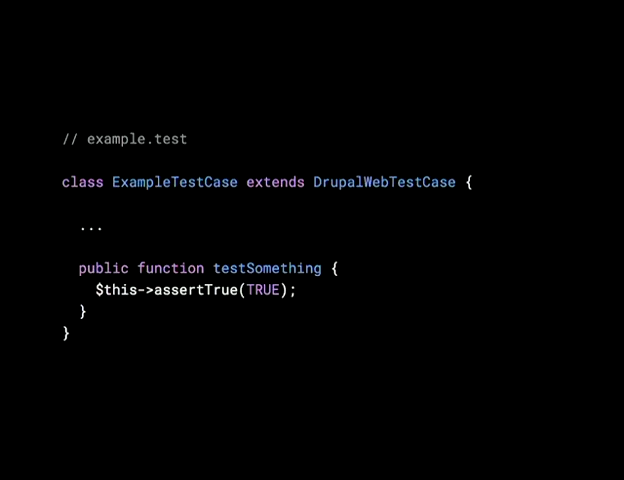 // example.test
class ExampleTestCase extends DrupalWebTestCase {
...
public function testSomething {
$this->assertTrue(TRUE);
}
}